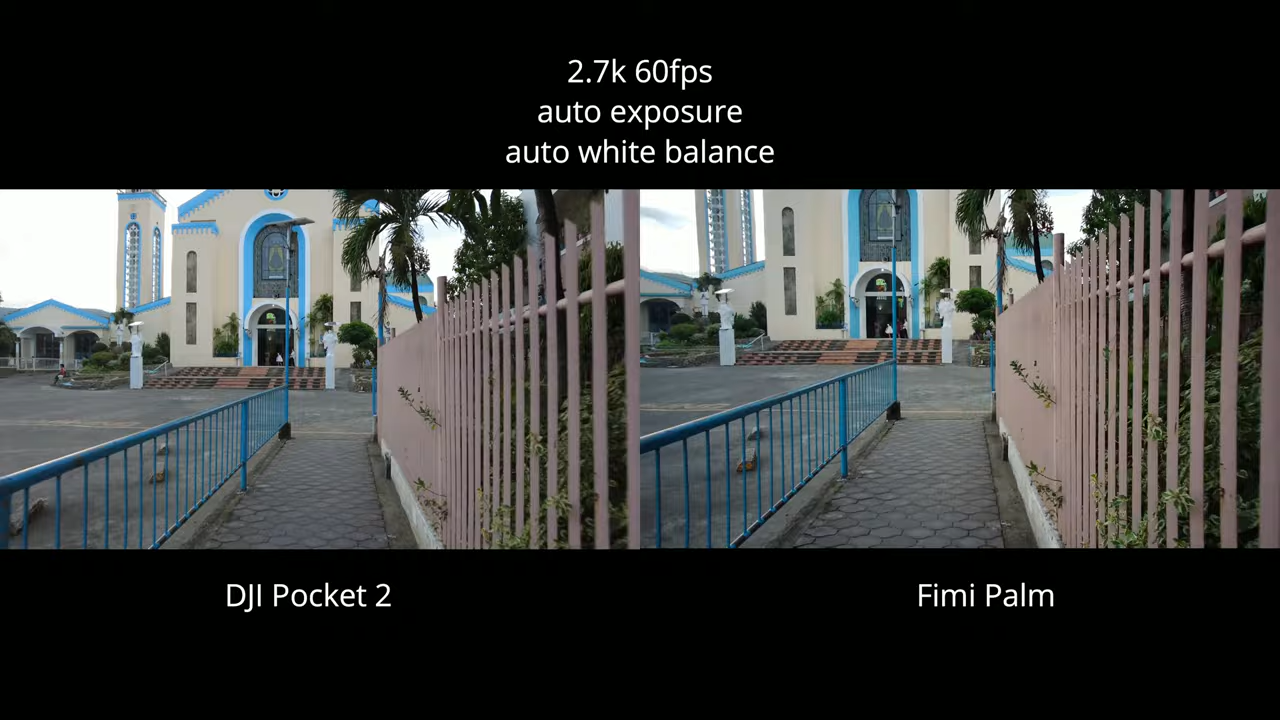 2.7k 60fps
auto exposure
auto white balance
DJI Pocket 2
Fimi Palm